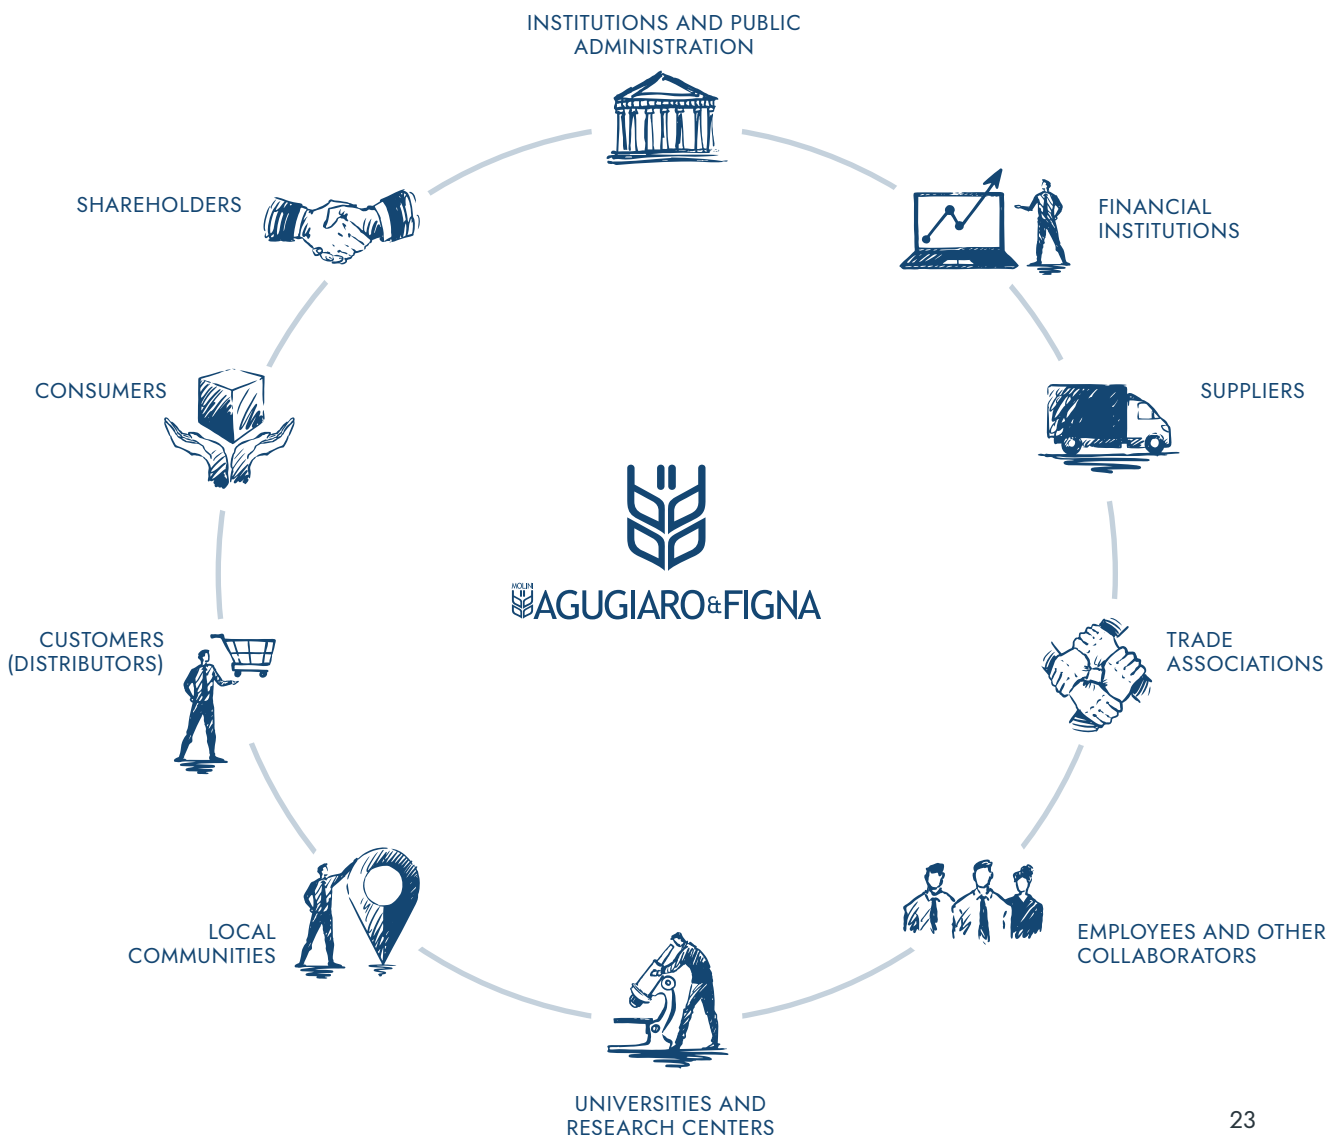 INSTITUTIONS AND PUBLIC
ADMINISTRATION
SHAREHOLDERS
FINANCIAL
INSTITUTIONS
CONSUMERS
SUPPLIERS
MOLINI
AGUGIARO&FIGNA
CUSTOMERS
(DISTRIBUTORS)
TRADE
ASSOCIATIONS
LOCAL
COMMUNITIES
EMPLOYEES AND OTHER
COLLABORATORS
UNIVERSITIES AND
RESEARCH CENTERS
23